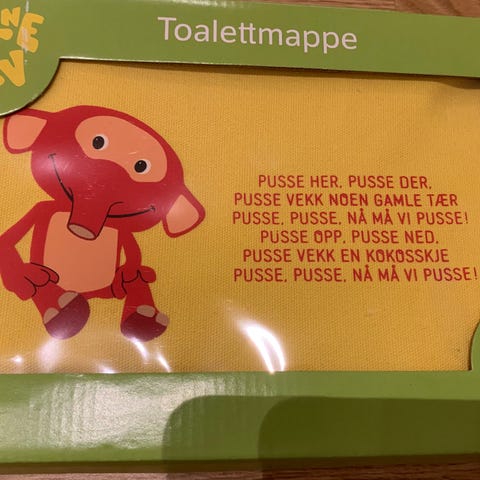 NE
V
Toalettmappe
PUSSE HER, PUSSE DER,
PUSSE VEKK NOEN GAMLE TÆR
PUSSE, PUSSE, NÅ MÅ VI PUSSE!
PUSSE OPP, PUSSE NED,
PUSSE VEKK EN KOKOSSKJE
PUSSE, PUSSE, NÅ MÅ VI PUSSE!